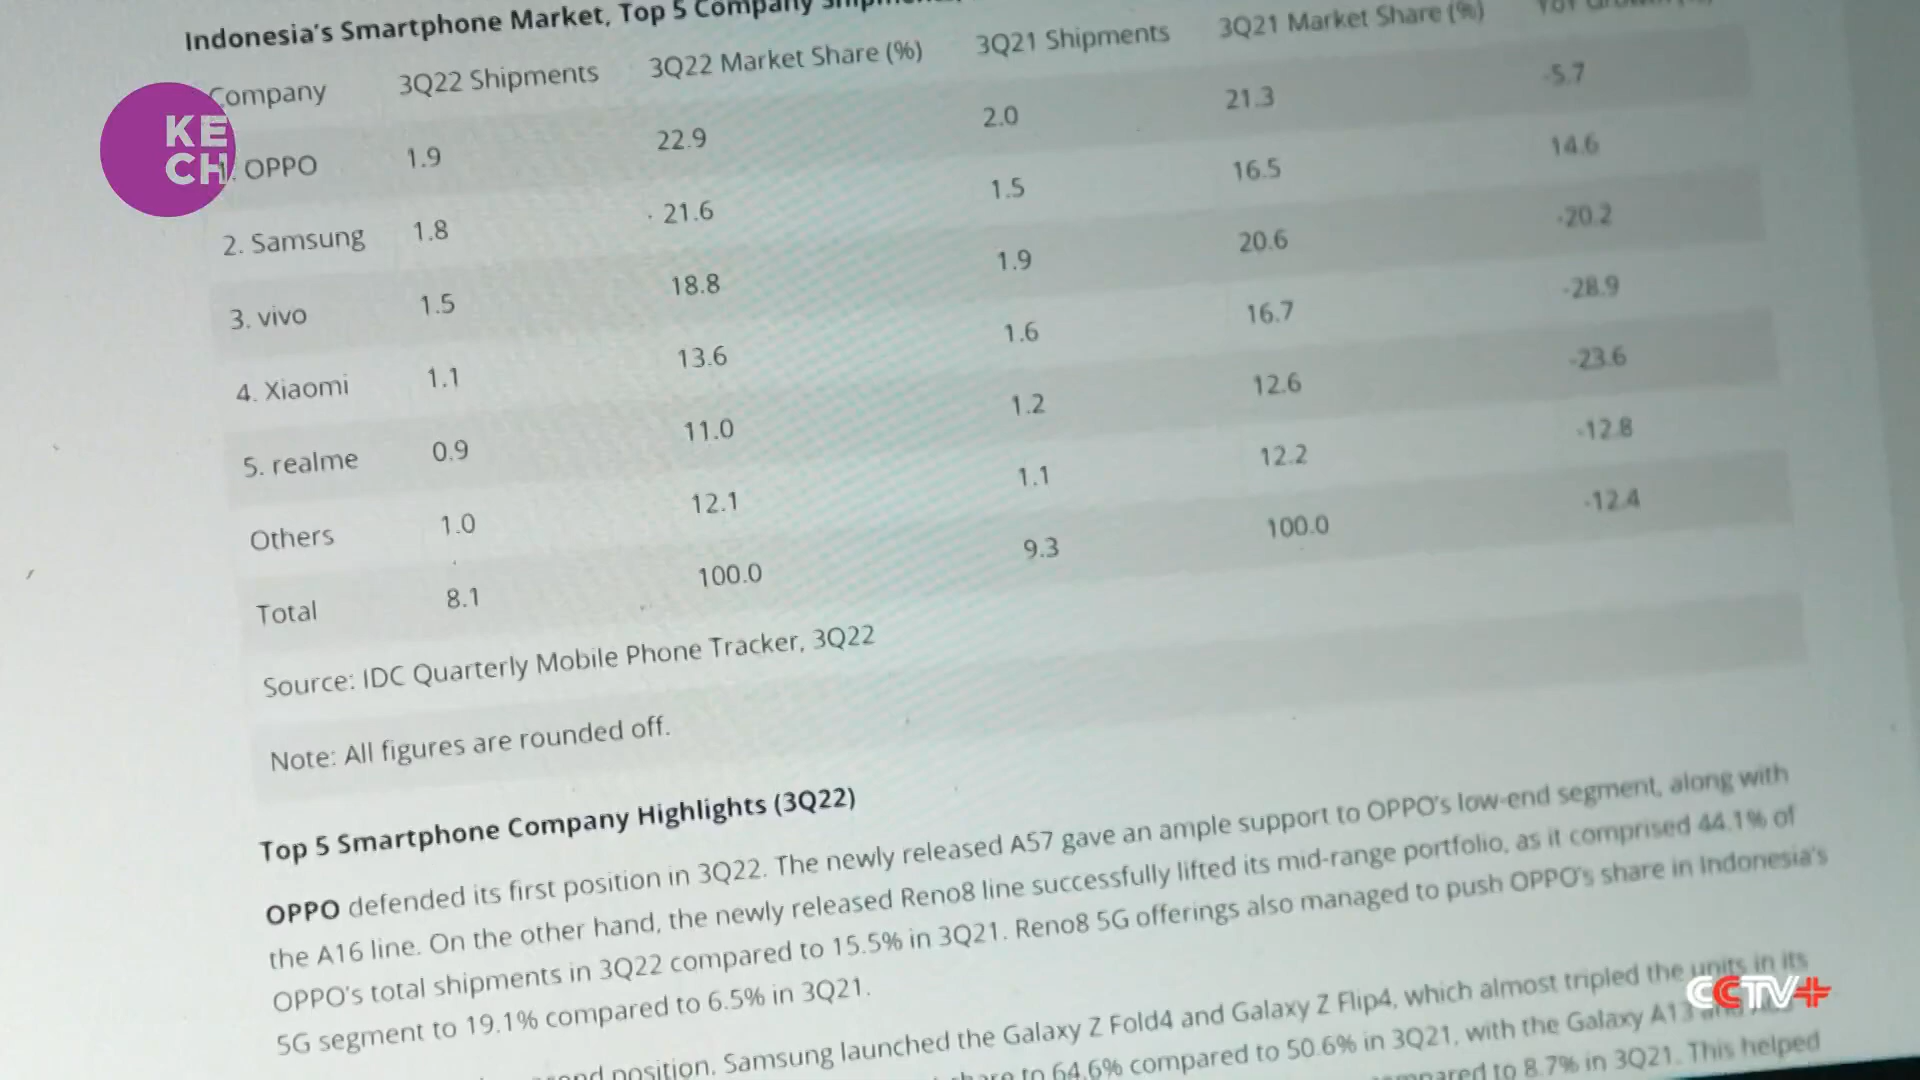 Indonesia's Smartphone Market, Top 5 Company
Company 3Q22 Shipments 3Q22 Market Share (%) 3Q21 Shipments 3Q21 Market Share (%)
1. OPPO 1.9 22.9 2.0 21.3 -5.7
2. Samsung 1.8 21.6 1.5 16.5 14.6
3. vivo 1.5 18.8 1.9 20.6 -20.2
4. Xiaomi 1.1 13.6 1.6 16.7 -28.9
5. realme 0.9 11.0 1.2 12.6 -23.6
Others 1.0 12.1 1.1 12.2 -12.8
Total 8.1 100.0 9.3 100.0 -12.4
Source: IDC Quarterly Mobile Phone Tracker, 3Q22
Note: All figures are rounded off.
Top 5 Smartphone Company Highlights (3Q22)
OPPO defended its first position in 3Q22. The newly released A57 gave an ample support to OPPO's low-end segment, along with
the A16 line. On the other hand, the newly released Reno8 line successfully lifted its mid-range portfolio, as it comprised 44.1% of
OPPO's total shipments in 3Q22 compared to 15.5% in 3Q21. Reno8 5G offerings also managed to push OPPO's share in Indonesia's
5G segment to 19.1% compared to 6.5% in 3Q21.
position. Samsung launched the Galaxy Z Fold4 and Galaxy Z Flip4, which almost tripled the units in its
to 64.6% compared to 50.6% in 3Q21, with the Galaxy A13
to 8.7% in 3Q21. This helped
KE
CH
CCTV+